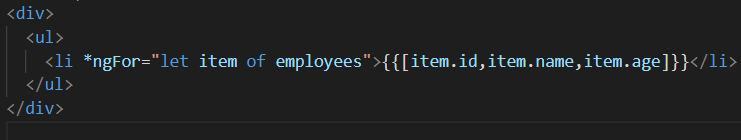 <div>
  <ul>
    <li *ngFor="let item of employees">{{[item.id,item.name,item.age]}}</li>
  </ul>
</div>